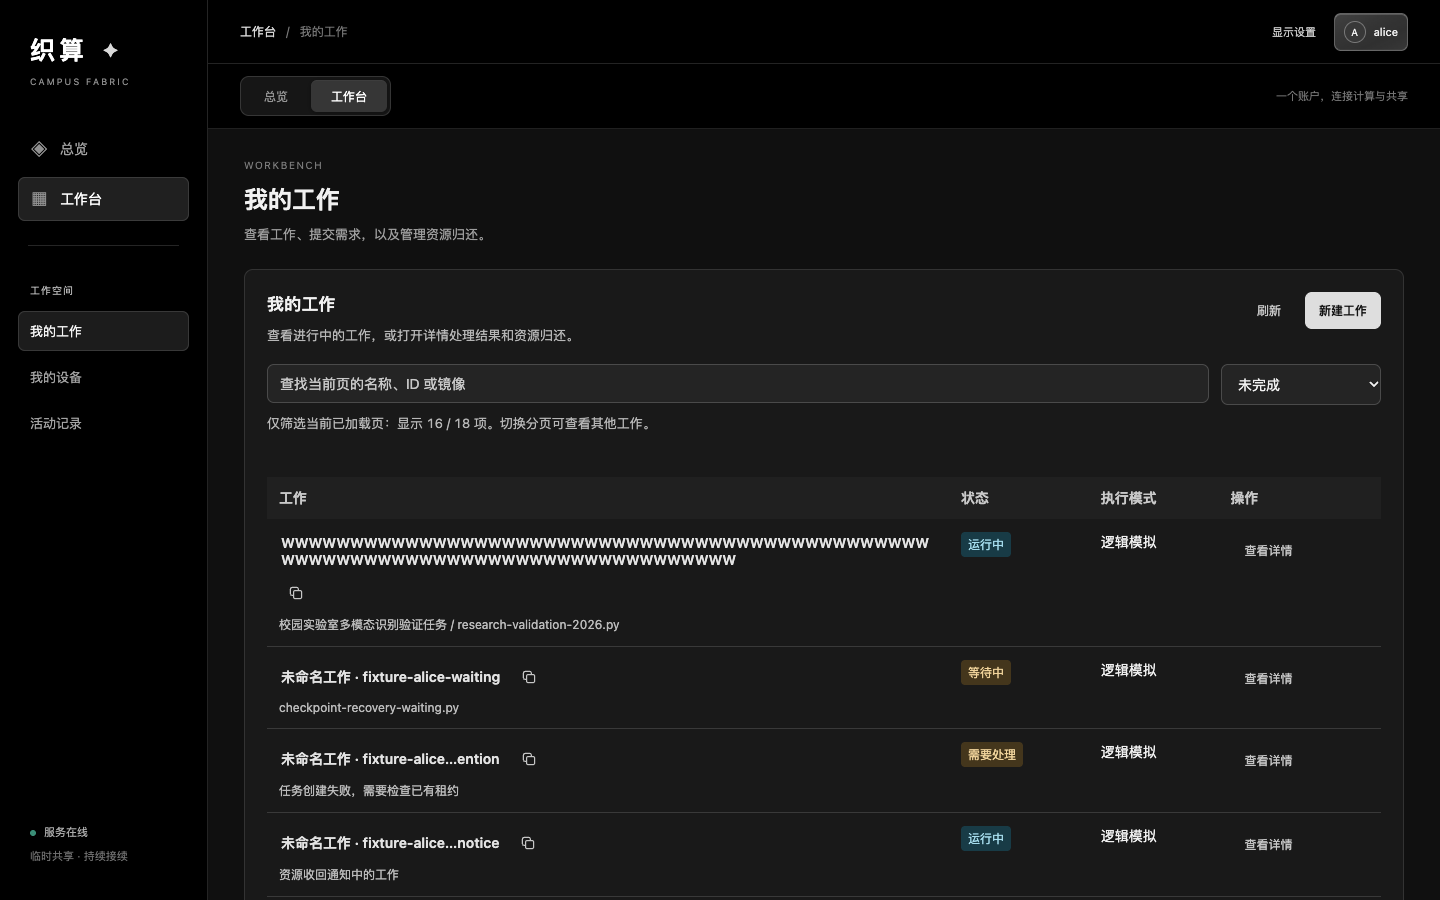 织算
CAMPUS FABRIC
总览
工作台
工作空间
我的工作
我的设备
活动记录
服务在线
临时共享 · 持续接续
工作台 / 我的工作
显示设置
A alice
总览 工作台
一个账户，连接计算与共享
WORKBENCH
我的工作
查看工作、提交需求，以及管理资源归还。
我的工作
查看进行中的工作，或打开详情处理结果和资源归还。
刷新 新建工作
查找当前页的名称、ID 或镜像
未完成
仅筛选当前已加载页：显示 16 / 18 项。切换分页可查看其他工作。
工作 状态 执行模式 操作
WWWWWWWWWWWWWWWWWWWWWWWWWWWWWWWWWWWWWWWWWWWWWWW
WWWWWWWWWWWWWWWWWWWWWWWWWWWWWWWWW
运行中 逻辑模拟 查看详情
校园实验室多模态识别验证任务 / research-validation-2026.py
未命名工作 · fixture-alice-waiting 等待中 逻辑模拟 查看详情
checkpoint-recovery-waiting.py
未命名工作 · fixture-alice...ention 需要处理 逻辑模拟 查看详情
任务创建失败，需要检查已有租约
未命名工作 · fixture-alice...notice 运行中 逻辑模拟 查看详情
资源收回通知中的工作